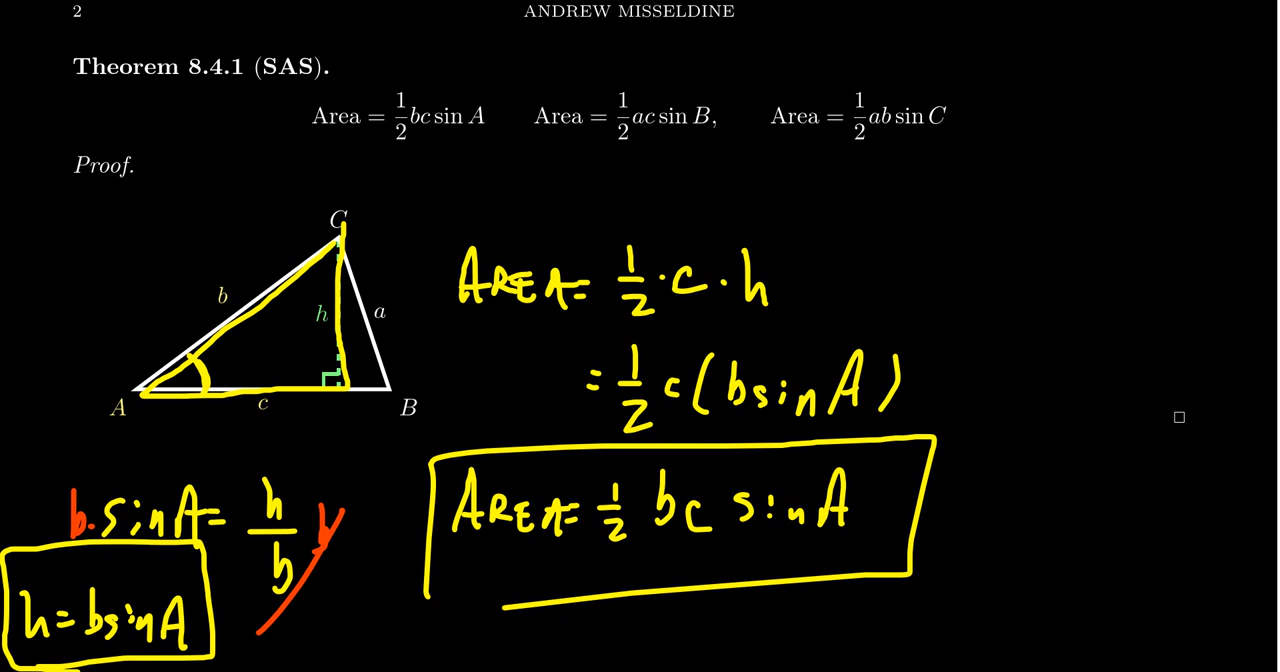 2 ANDREW MISSELDINE
Theorem 8.4.1 (SAS).
Area = 1/2 bc sin A Area = 1/2 ac sin B, Area = 1/2 ab sin C
Proof.
C
b
h
a
A
c
B
□
AREA = 1/2 · c · h
= 1/2 c (b sin A)
AREA = 1/2 bc sin A
b· sin A = h/b b
h = b sin A